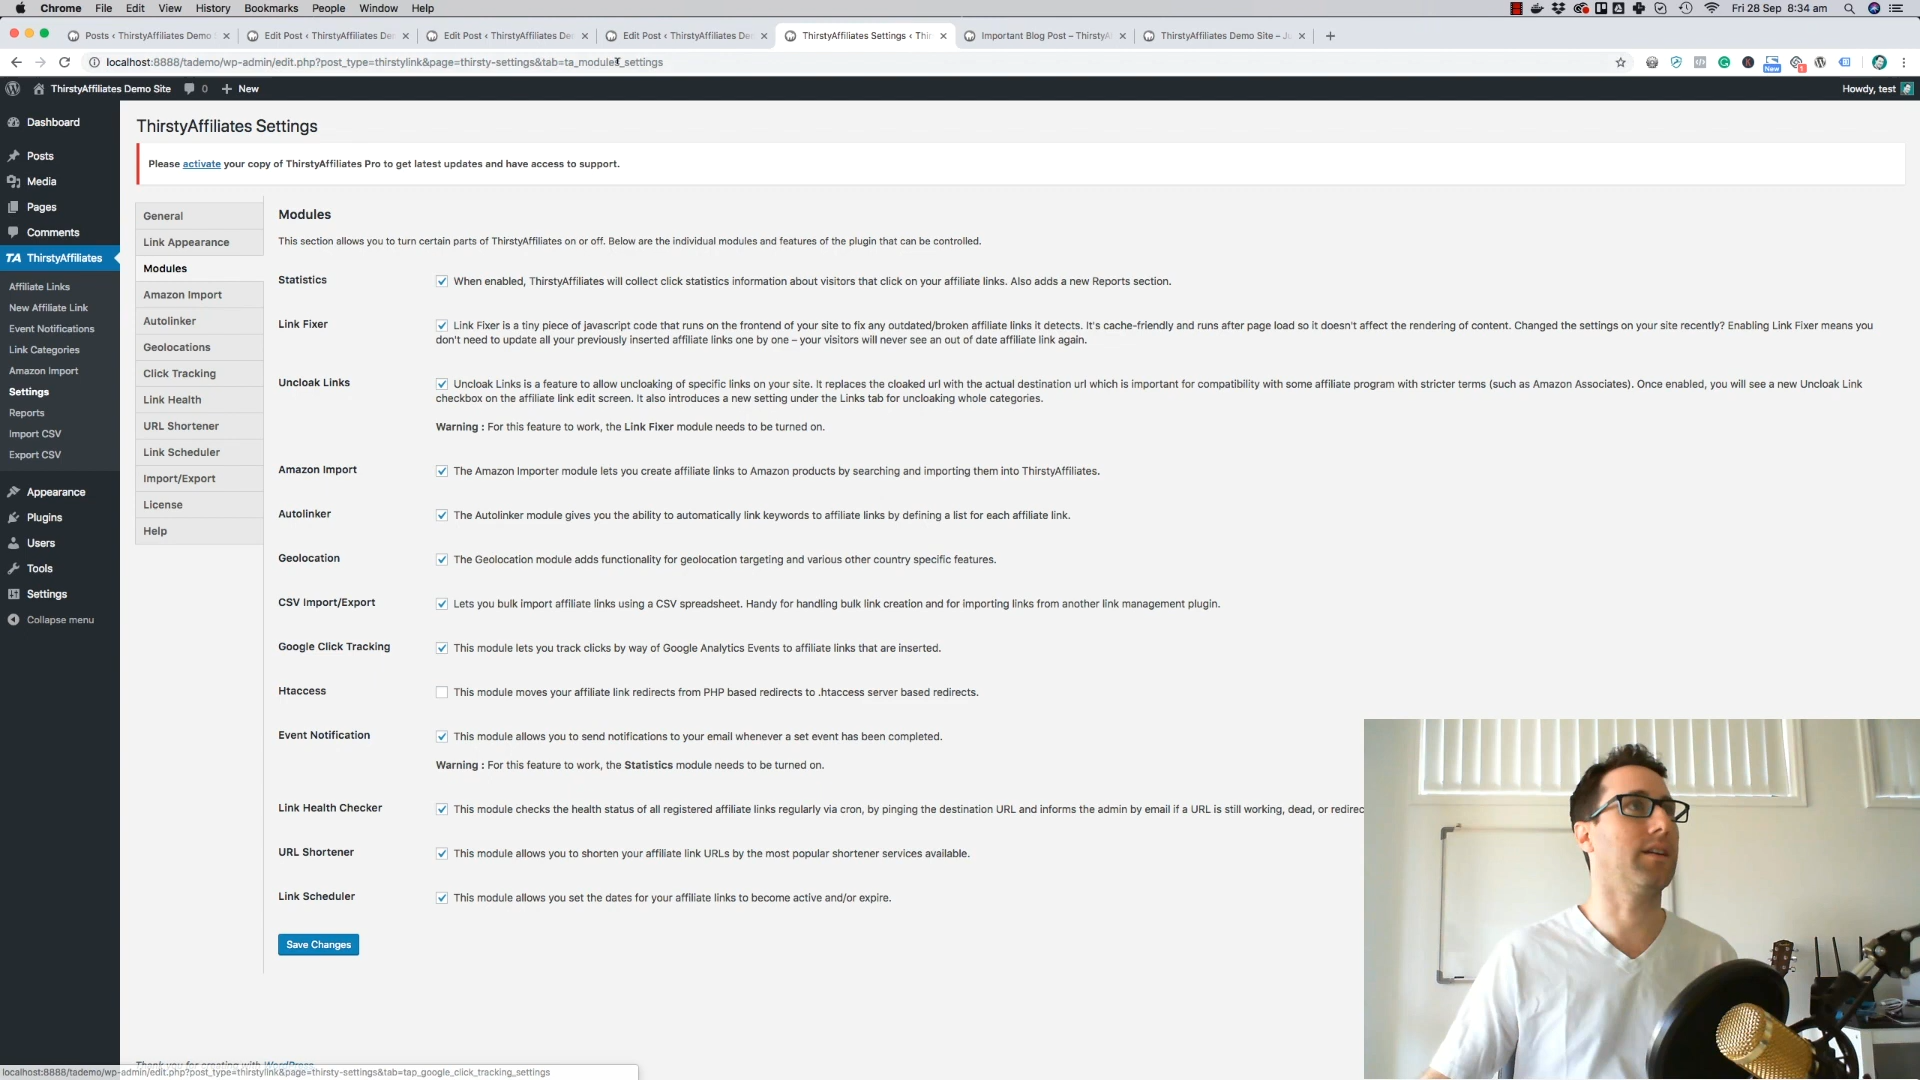 Chrome File Edit View History Bookmarks People Window Help Fri 28 Sep 8:34 am
Posts ‹ ThirstyAffiliates Demo Edit Post ‹ ThirstyAffiliates De Edit Post ‹ ThirstyAffiliates De Edit Post ‹ ThirstyAffiliates De ThirstyAffiliates Settings ‹ Thir Important Blog Post – ThirstyA ThirstyAffiliates Demo Site – Ju
localhost:8888/tademo/wp-admin/edit.php?post_type=thirstylink&page=thirsty-settings&tab=ta_modules_settings
New
ThirstyAffiliates Demo Site 0 + New Howdy, test
Dashboard
Posts
Media
Pages
Comments
TA ThirstyAffiliates
Affiliate Links
New Affiliate Link
Event Notifications
Link Categories
Amazon Import
Settings
Reports
Import CSV
Export CSV
Appearance
Plugins
Users
Tools
Settings
Collapse menu
ThirstyAffiliates Settings
Please activate your copy of ThirstyAffiliates Pro to get latest updates and have access to support.
General
Link Appearance
Modules
Amazon Import
Autolinker
Geolocations
Click Tracking
Link Health
URL Shortener
Link Scheduler
Import/Export
License
Help
Modules
This section allows you to turn certain parts of ThirstyAffiliates on or off. Below are the individual modules and features of the plugin that can be controlled.
Statistics When enabled, ThirstyAffiliates will collect click statistics information about visitors that click on your affiliate links. Also adds a new Reports section.
Link Fixer Link Fixer is a tiny piece of javascript code that runs on the frontend of your site to fix any outdated/broken affiliate links it detects. It's cache-friendly and runs after page load so it doesn't affect the rendering of content. Changed the settings on your site recently? Enabling Link Fixer means you
don't need to update all your previously inserted affiliate links one by one – your visitors will never see an out of date affiliate link again.
Uncloak Links Uncloak Links is a feature to allow uncloaking of specific links on your site. It replaces the cloaked url with the actual destination url which is important for compatibility with some affiliate program with stricter terms (such as Amazon Associates). Once enabled, you will see a new Uncloak Link
checkbox on the affiliate link edit screen. It also introduces a new setting under the Links tab for uncloaking whole categories.
Warning : For this feature to work, the Link Fixer module needs to be turned on.
Amazon Import The Amazon Importer module lets you create affiliate links to Amazon products by searching and importing them into ThirstyAffiliates.
Autolinker The Autolinker module gives you the ability to automatically link keywords to affiliate links by defining a list for each affiliate link.
Geolocation The Geolocation module adds functionality for geolocation targeting and various other country specific features.
CSV Import/Export Lets you bulk import affiliate links using a CSV spreadsheet. Handy for handling bulk link creation and for importing links from another link management plugin.
Google Click Tracking This module lets you track clicks by way of Google Analytics Events to affiliate links that are inserted.
Htaccess This module moves your affiliate link redirects from PHP based redirects to .htaccess server based redirects.
Event Notification This module allows you to send notifications to your email whenever a set event has been completed.
Warning : For this feature to work, the Statistics module needs to be turned on.
Link Health Checker This module checks the health status of all registered affiliate links regularly via cron, by pinging the destination URL and informs the admin by email if a URL is still working, dead, or redirec
URL Shortener This module allows you to shorten your affiliate link URLs by the most popular shortener services available.
Link Scheduler This module allows you set the dates for your affiliate links to become active and/or expire.
Save Changes
Thank you for creating with WordPress
localhost:8888/tademo/wp-admin/edit.php?post_type=thirstylink&page=thirsty-settings&tab=tap_google_click_tracking_settings